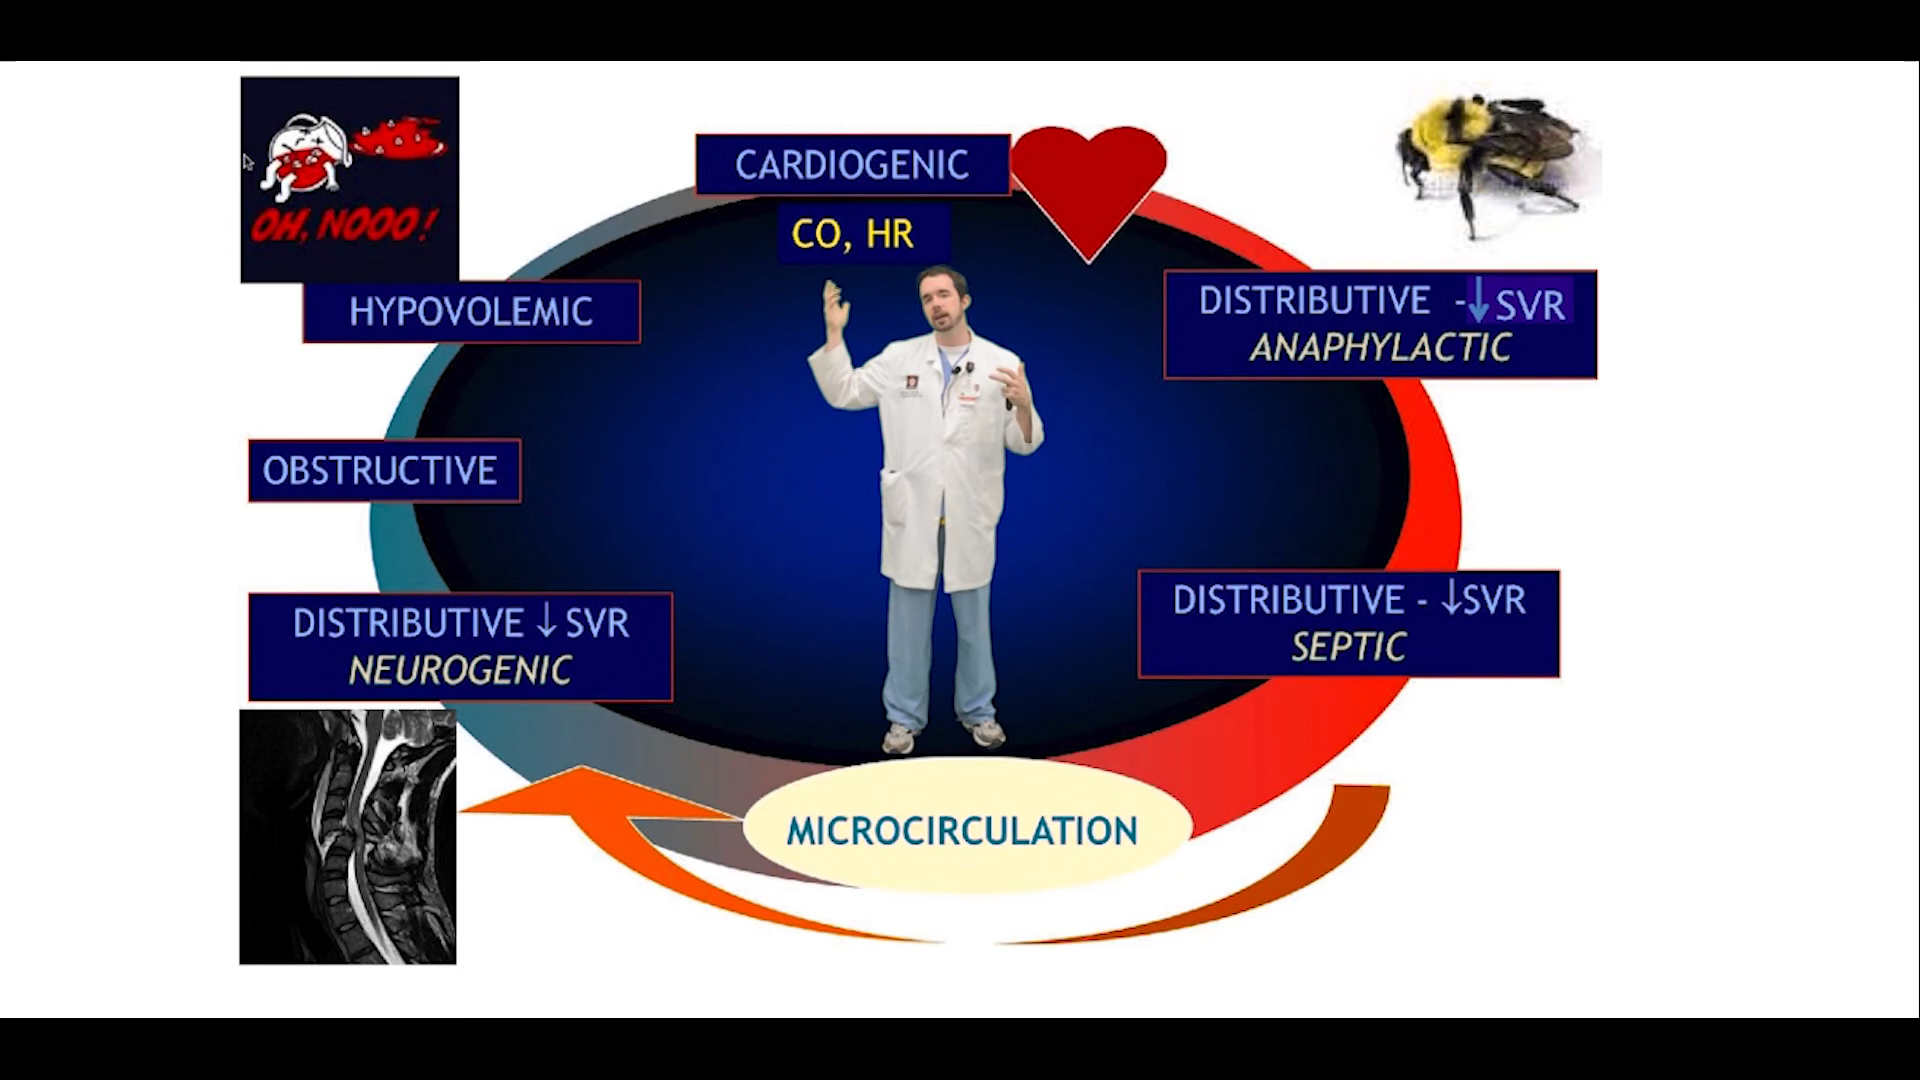 OH, NOOO!
CARDIOGENIC
CO, HR
HYPOVOLEMIC
DISTRIBUTIVE -↓ SVR
ANAPHYLACTIC
OBSTRUCTIVE
DISTRIBUTIVE ↓ SVR
NEUROGENIC
DISTRIBUTIVE - ↓SVR
SEPTIC
MICROCIRCULATION